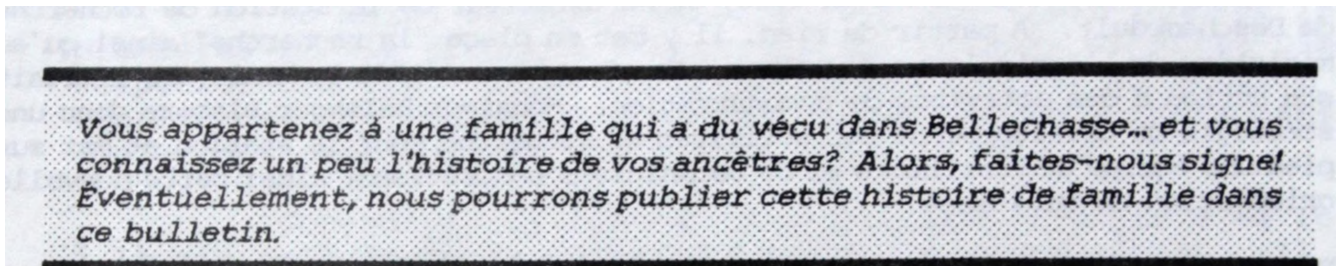 Vous appartenez à une famille qui a du vécu dans Bellechasse... et vous
connaissez un peu l'histoire de vos ancêtres? Alors, faites-nous signe!
Éventuellement, nous pourrons publier cette histoire de famille dans
ce bulletin.